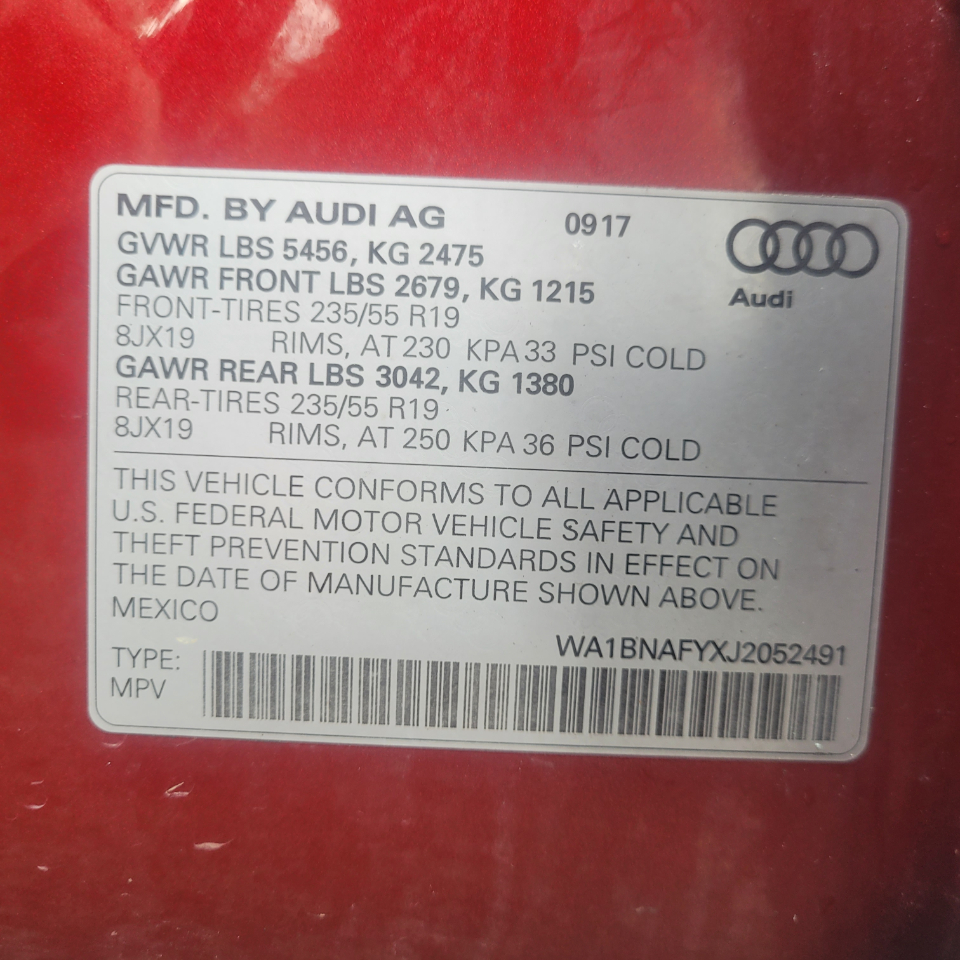 MFD. BY AUDI AG 0917
GVWR LBS 5456, KG 2475
GAWR FRONT LBS 2679, KG 1215
FRONT-TIRES 235/55 R19
8JX19 RIMS, AT 230 KPA 33 PSI COLD
GAWR REAR LBS 3042, KG 1380
REAR-TIRES 235/55 R19
8JX19 RIMS, AT 250 KPA 36 PSI COLD
Audi
THIS VEHICLE CONFORMS TO ALL APPLICABLE
U.S. FEDERAL MOTOR VEHICLE SAFETY AND
THEFT PREVENTION STANDARDS IN EFFECT ON
THE DATE OF MANUFACTURE SHOWN ABOVE.
MEXICO
WA1BNAFYXJ2052491
TYPE:
MPV